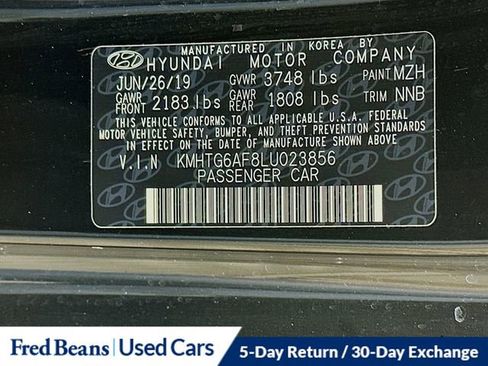 MANUFACTURED IN KOREA BY
HYUNDAI MOTOR COMPANY
JUN/26/19 GVWR 3748 lbs PAINT MZH
GAWR FRONT 2183 lbs GAWR REAR 1808 lbs TRIM NNB
THIS VEHICLE CONFORMS TO ALL APPLICABLE U.S.A FEDERAL
MOTOR VEHICLE SAFETY, BUMPER, AND THEFT PREVENTION STANDARDS
IN EFFECT ON THE DATE OF MANUFACTURE SHOWN ABOVE.
V.I.N KMHTG6AF8LU023856
PASSENGER CAR
Fred Beans | Used Cars 5-Day Return / 30-Day Exchange